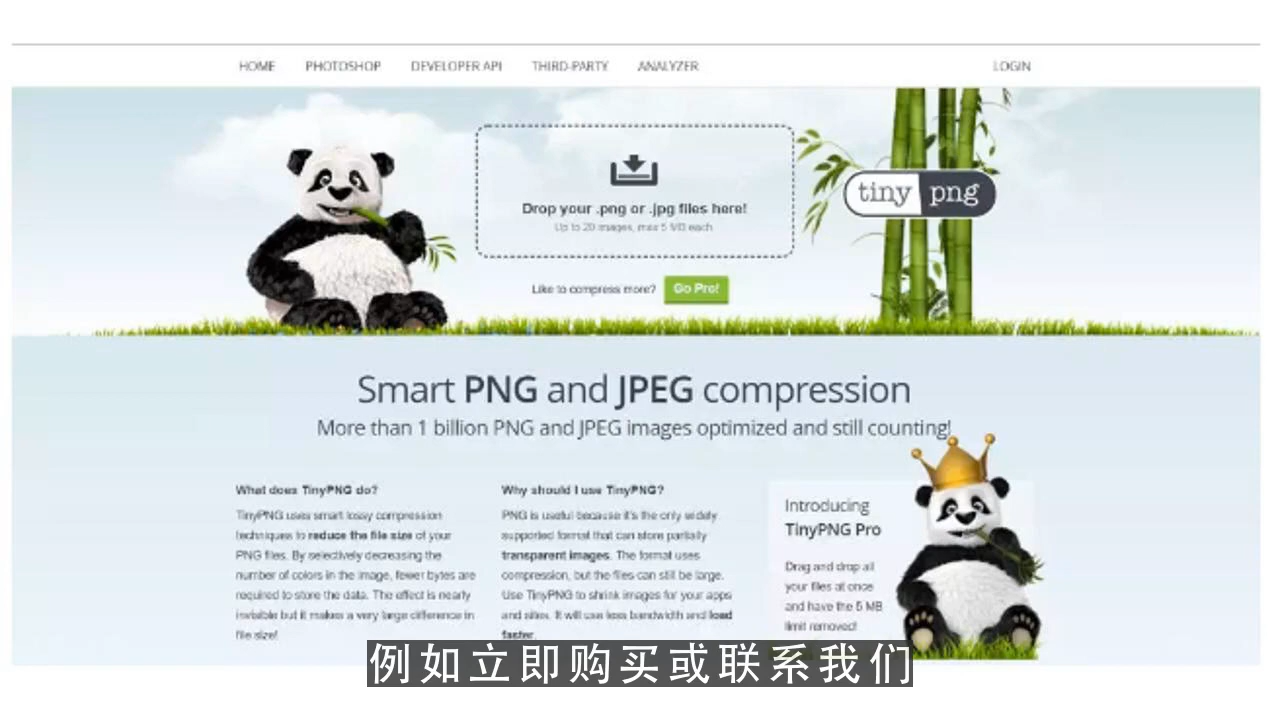 HOME PHOTOSHOP DEVELOPER API THIRD-PARTY ANALYZER LOGIN
Drop your .png or .jpg files here!
Up to 20 images, max 5 MB each
Like to compress more? Go Pro!
tiny png
Smart PNG and JPEG compression
More than 1 billion PNG and JPEG images optimized and still counting!
What does TinyPNG do?
TinyPNG uses smart lossy compression
techniques to reduce the file size of your
PNG files. By selectively decreasing the
number of colors in the image, fewer bytes are
required to store the data. The effect is nearly
invisible but it makes a very large difference in
file size!
Why should I use TinyPNG?
PNG is useful because it's the only widely
supported format that can store partially
transparent images. The format uses
compression, but the files can still be large.
Use TinyPNG to shrink images for your apps
and sites. It will use less bandwidth and load
faster.
Introducing
TinyPNG Pro
Drag and drop all
your files at once
and have the 5 MB
limit removed!
例如立即购买或联系我们